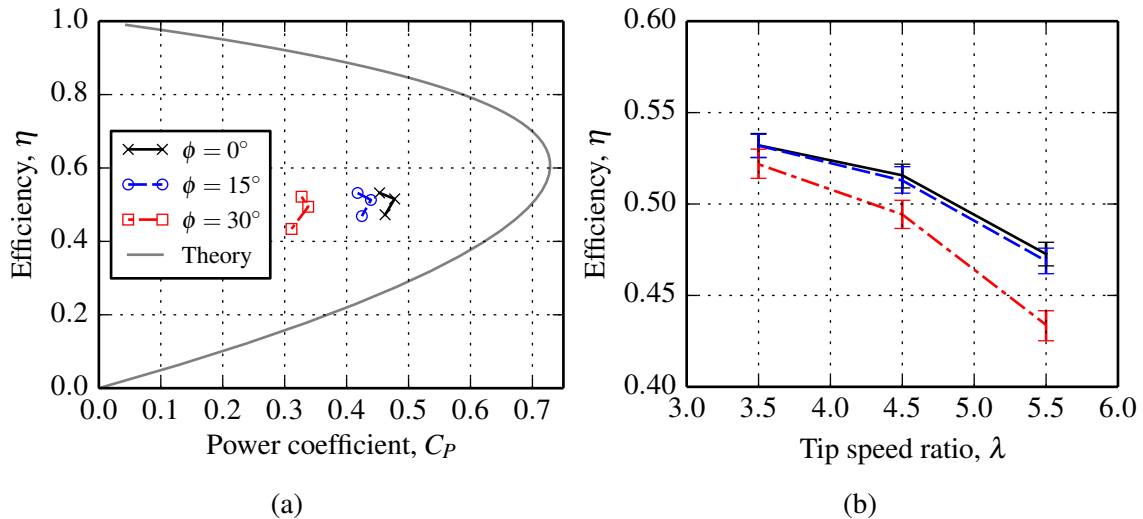 1.0
0.8
0.6
0.4
0.2
0.0
Efficiency, η
ϕ = 0°
ϕ = 15°
ϕ = 30°
Theory
0.0 0.1 0.2 0.3 0.4 0.5 0.6 0.7
Power coefficient, C_P
(a)
0.60
0.55
0.50
0.45
0.40
Efficiency, η
3.0 3.5 4.0 4.5 5.0 5.5 6.0
Tip speed ratio, λ
(b)